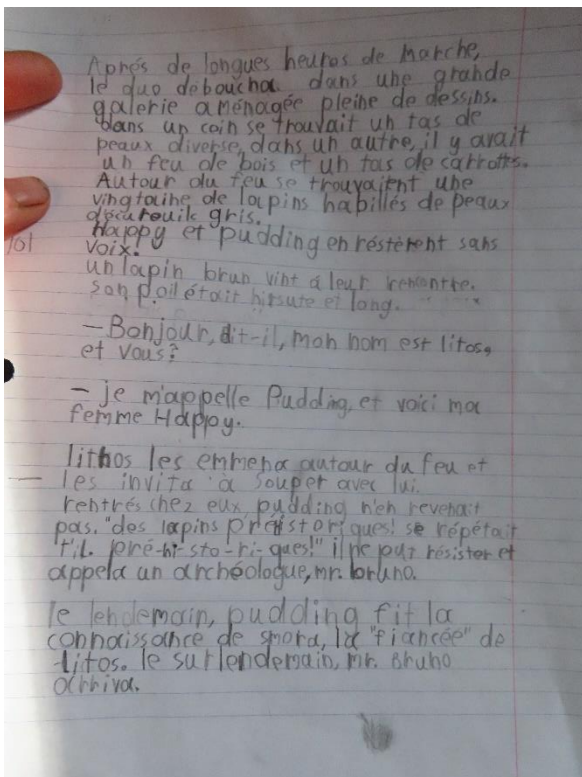 Aprés de longues heuros de marche,
le duo deboucha dans une grande
galerie aménagée pleine de dessins.
dans un coin se trouvait un tas de
peaux diverse, dans un autre, il y avait
un feu de bois et un tas de carrotts.
Autour du feu se trouvaient une
vingtaine de lapins habillés de peaux
d'écureuils gris.
Happy et pudding en réstèrent sans
voix.
un lapin brun vint á leur rencontre.
son poil était hirsute et long.
— Bonjour, dit-il, mon nom est litos,
et vous?
— je m'appelle Pudding, et voici ma
femme Happy.
lithos les emmena autour du feu et
les invita à souper avec lui.
rentrés chez eux, pudding n'en revenait
pas. "des lapins préistoriques! se répétait
t'il. pré-hi-sto-ri-ques!" il ne put résister et
appela un archéologue, mr. bruno.
le lendemain, pudding fit la
connaissance de smora, la "fiancée" de
litos. le surlendemain, mr. Bruno
arriva.